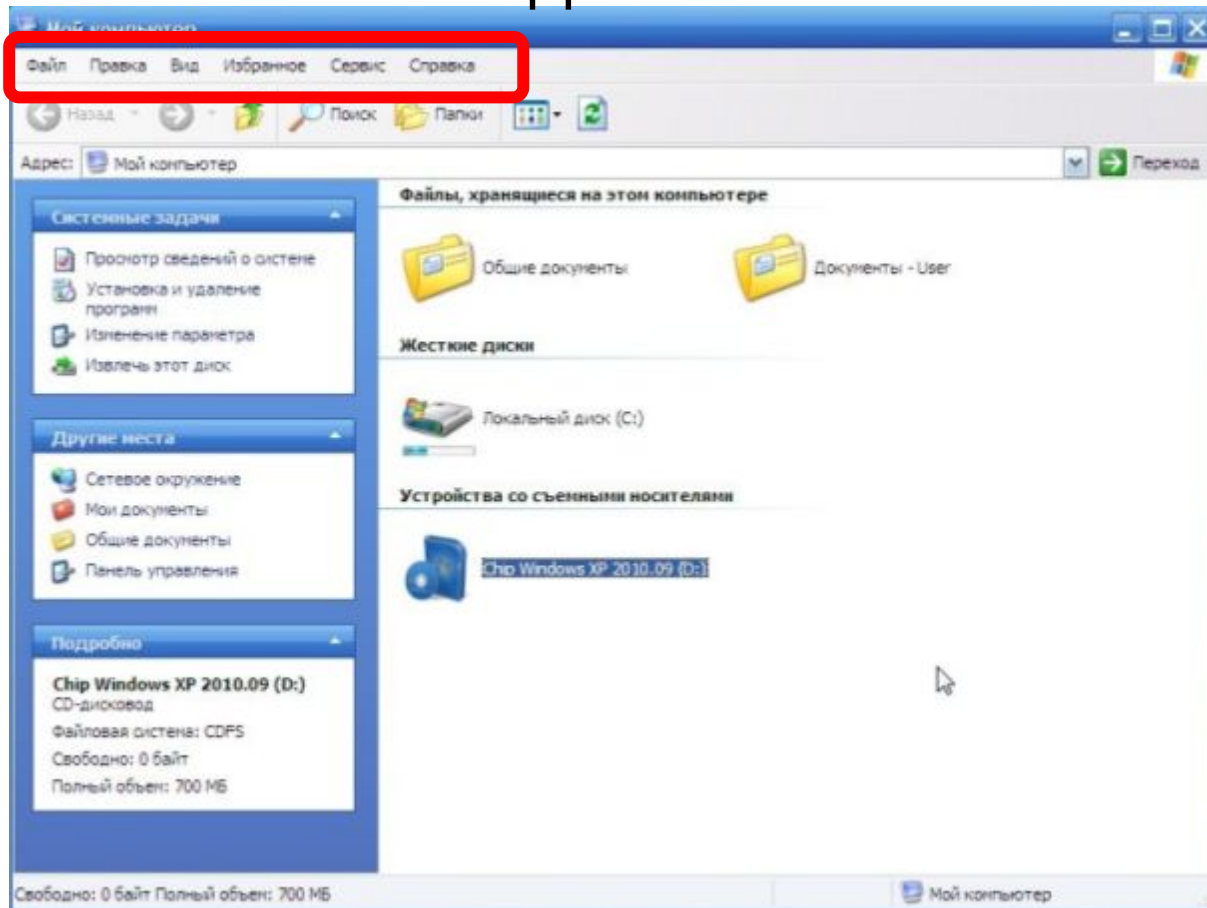 Мой компьютер
Файл Правка Вид Избранное Сервис Справка
Назад Поиск Папки
Адрес: Мой компьютер Переход
Файлы, хранящиеся на этом компьютере
Системные задачи
Просмотр сведений о системе
Установка и удаление
программ
Изменение параметра
Извлечь этот диск
Общие документы Документы - User
Жесткие диски
Локальный диск (C:)
Другие места
Сетевое окружение
Мои документы
Общие документы
Панель управления
Устройства со съемными носителями
Chip Windows XP 2010.09 (D:)
Подробно
Chip Windows XP 2010.09 (D:)
CD-дисковод
Файловая система: CDFS
Свободно: 0 байт
Полный объем: 700 МБ
Свободно: 0 байт Полный объем: 700 МБ Мой компьютер